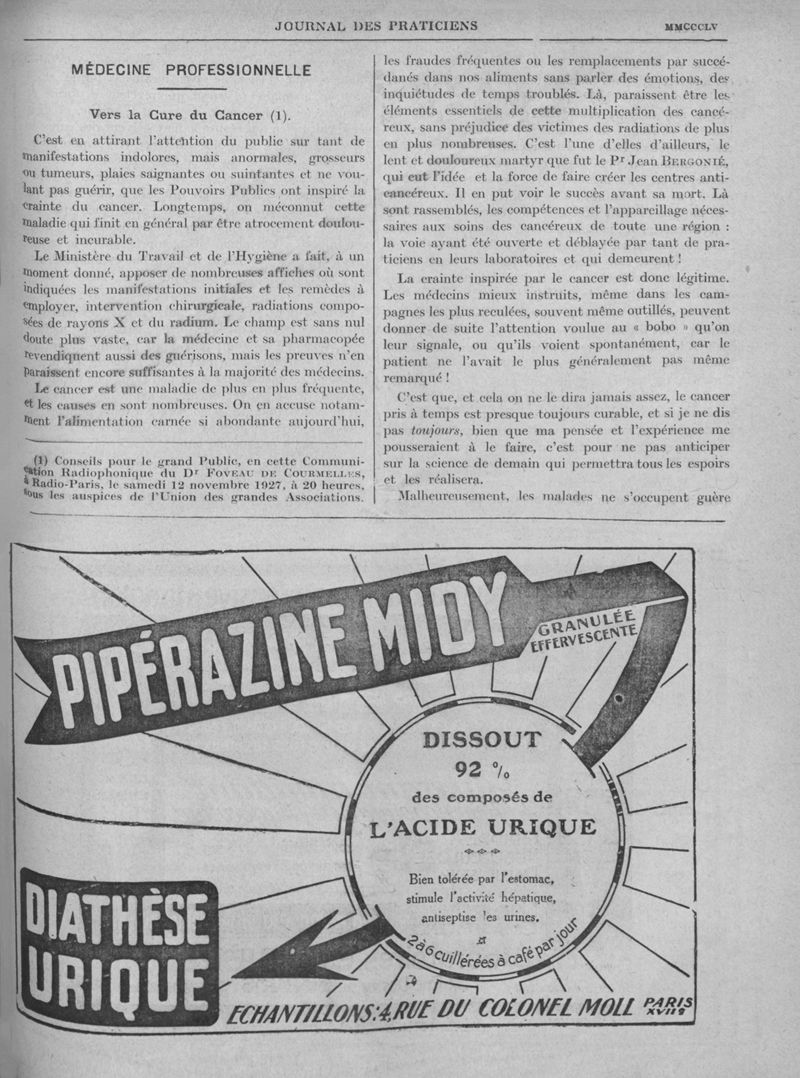 JOURNAL DES PRATICIENS
MMCCCLV
MÉDECINE PROFESSIONNELLE
Vers la Cure du Cancer (1).
C'est en attirant l'attention du public sur tant de
manifestations indolores, mais anormales, grosseurs
ou tumeurs, plaies saignantes ou suintantes et ne vou-
lant pas guérir, que les Pouvoirs Publics ont inspiré la
crainte du cancer. Longtemps, on méconnut cette
maladie qui finit en général par être atrocement doulou-
reuse et incurable.
Le Ministère du Travail et de l'Hygiène a fait, à un
moment donné, apposer de nombreuses affiches où sont
indiquées les manifestations initiales et les remèdes à
employer, intervention chirurgicale, radiations compo-
sées de rayons X et du radium. Le champ est sans nul
doute plus vaste, car la médecine et sa pharmacopée
revendiquent aussi des guérisons, mais les preuves n'en
paraissent encore suffisantes à la majorité des médecins.
Le cancer est une maladie de plus en plus fréquente,
et les causes en sont nombreuses. On en accuse notam-
ment l'alimentation carnée si abondante aujourd'hui,
(1) Conseils pour le grand Public, en cette Communi-
cation Radiophonique du Dr FOVEAU DE COURMELLES,
à Radio-Paris, le samedi 12 novembre 1927, à 20 heures,
sous les auspices de l'Union des grandes Associations.
les fraudes fréquentes ou les remplacements par succé-
danés dans nos aliments sans parler des émotions, des
inquiétudes de temps troublés. Là, paraissent être les
éléments essentiels de cette multiplication des cancé-
reux, sans préjudice des victimes des radiations de plus
en plus nombreuses. C'est l'une d'elles d'ailleurs, le
lent et douloureux martyr que fut le Pr Jean BERGONIÉ,
qui eut l'idée et la force de faire créer les centres anti-
cancéreux. Il en put voir le succès avant sa mort. Là
sont rassemblés, les compétences et l'appareillage néces-
saires aux soins des cancéreux de toute une région :
la voie ayant été ouverte et déblayée par tant de pra-
ticiens en leurs laboratoires et qui demeurent !
La crainte inspirée par le cancer est donc légitime.
Les médecins mieux instruits, même dans les cam-
pagnes les plus reculées, souvent même outillés, peuvent
donner de suite l'attention voulue au « bobo » qu'on
leur signale, ou qu'ils voient spontanément, car le
patient ne l'avait le plus généralement pas même
remarqué !
C'est que, et cela on ne le dira jamais assez, le cancer
pris à temps est presque toujours curable, et si je ne dis
pas toujours, bien que ma pensée et l'expérience me
pousseraient à le faire, c'est pour ne pas anticiper
sur la science de demain qui permettra tous les espoirs
et les réalisera.
Malheureusement, les malades ne s'occupent guère
PIPÉRAZINE MIDY
GRANULÉE
EFFERVESCENTE
DISSOUT
92 %
des composés de
L'ACIDE URIQUE
Bien tolérée par l'estomac,
stimule l'activité hépatique,
antiseptise les urines.
2 à 6 cuillérées à café par jour
DIATHÈSE
URIQUE
ECHANTILLONS: 4, RUE DU COLONEL MOLL PARIS
XVIIe